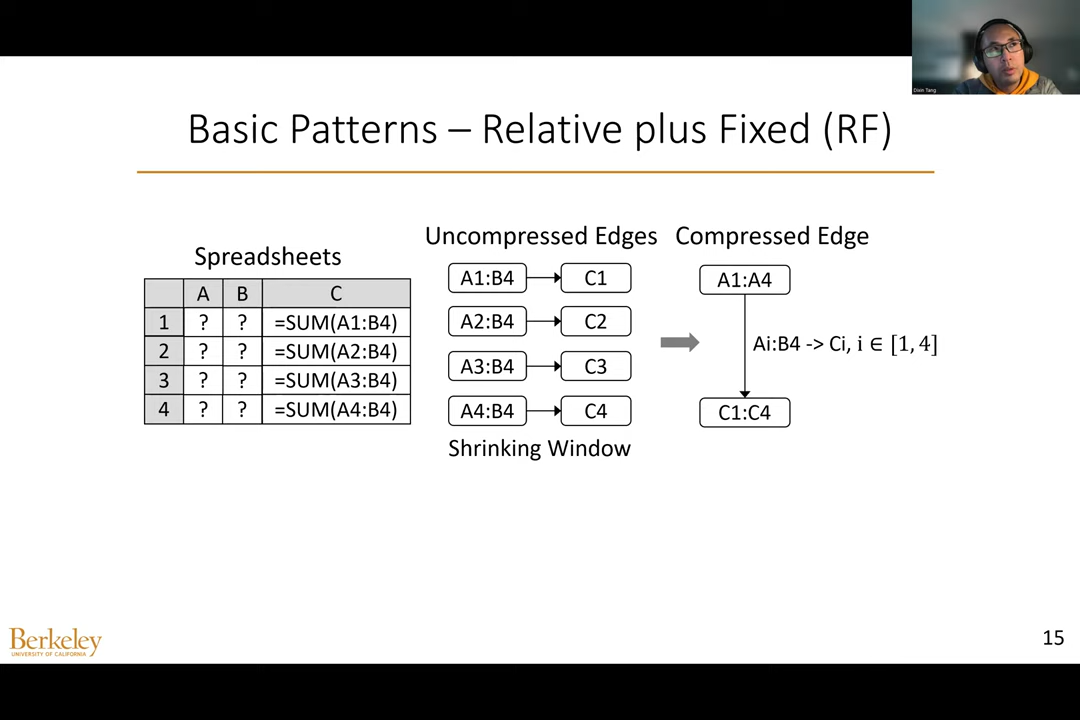 Dixin Tang
Basic Patterns – Relative plus Fixed (RF)
Spreadsheets
A B C
1 ? ? =SUM(A1:B4)
2 ? ? =SUM(A2:B4)
3 ? ? =SUM(A3:B4)
4 ? ? =SUM(A4:B4)
Uncompressed Edges
A1:B4 C1
A2:B4 C2
A3:B4 C3
A4:B4 C4
Shrinking Window
Compressed Edge
A1:A4
Ai:B4 -> Ci, i ∈ [1, 4]
C1:C4
Berkeley
UNIVERSITY OF CALIFORNIA
15